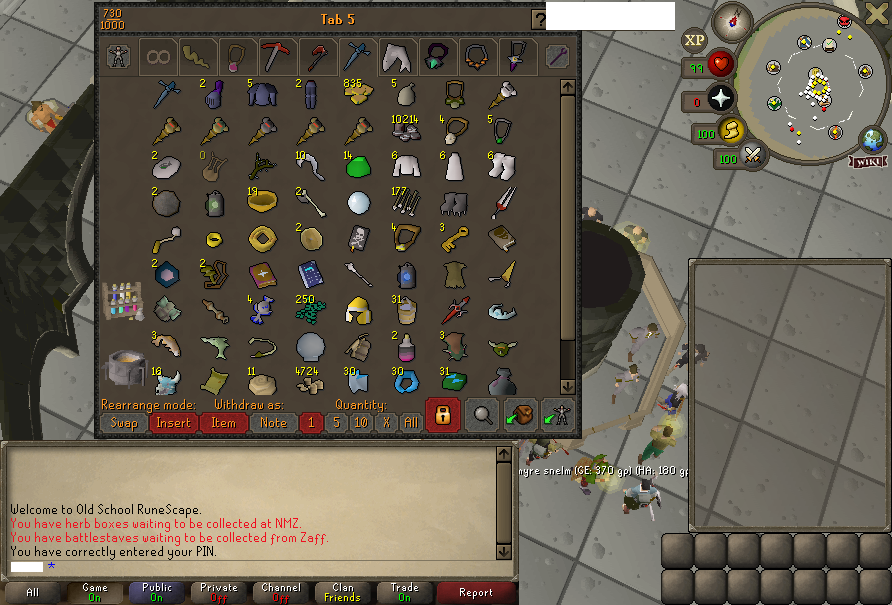 730
1000
Tab 5
?
XP
99
0
100
100
WIKI
2 5 2 835 5
10214 4 5
2 0 10 14 6 6 6
2 19 2 177
2 4 3
2 2
4 250 31
3 2 3
16 11 4724 30 30 31
Rearrange mode: Withdraw as: Quantity:
Swap Insert Item Note 1 5 10 X All
myre snelm (GE: 370 gp) (HA: 180 gp
Welcome to Old School RuneScape.
You have herb boxes waiting to be collected at NMZ.
You have battlestaves waiting to be collected from Zaff.
You have correctly entered your PIN.
*
All Game On Public On Private Off Channel Off Clan Friends Trade On Report